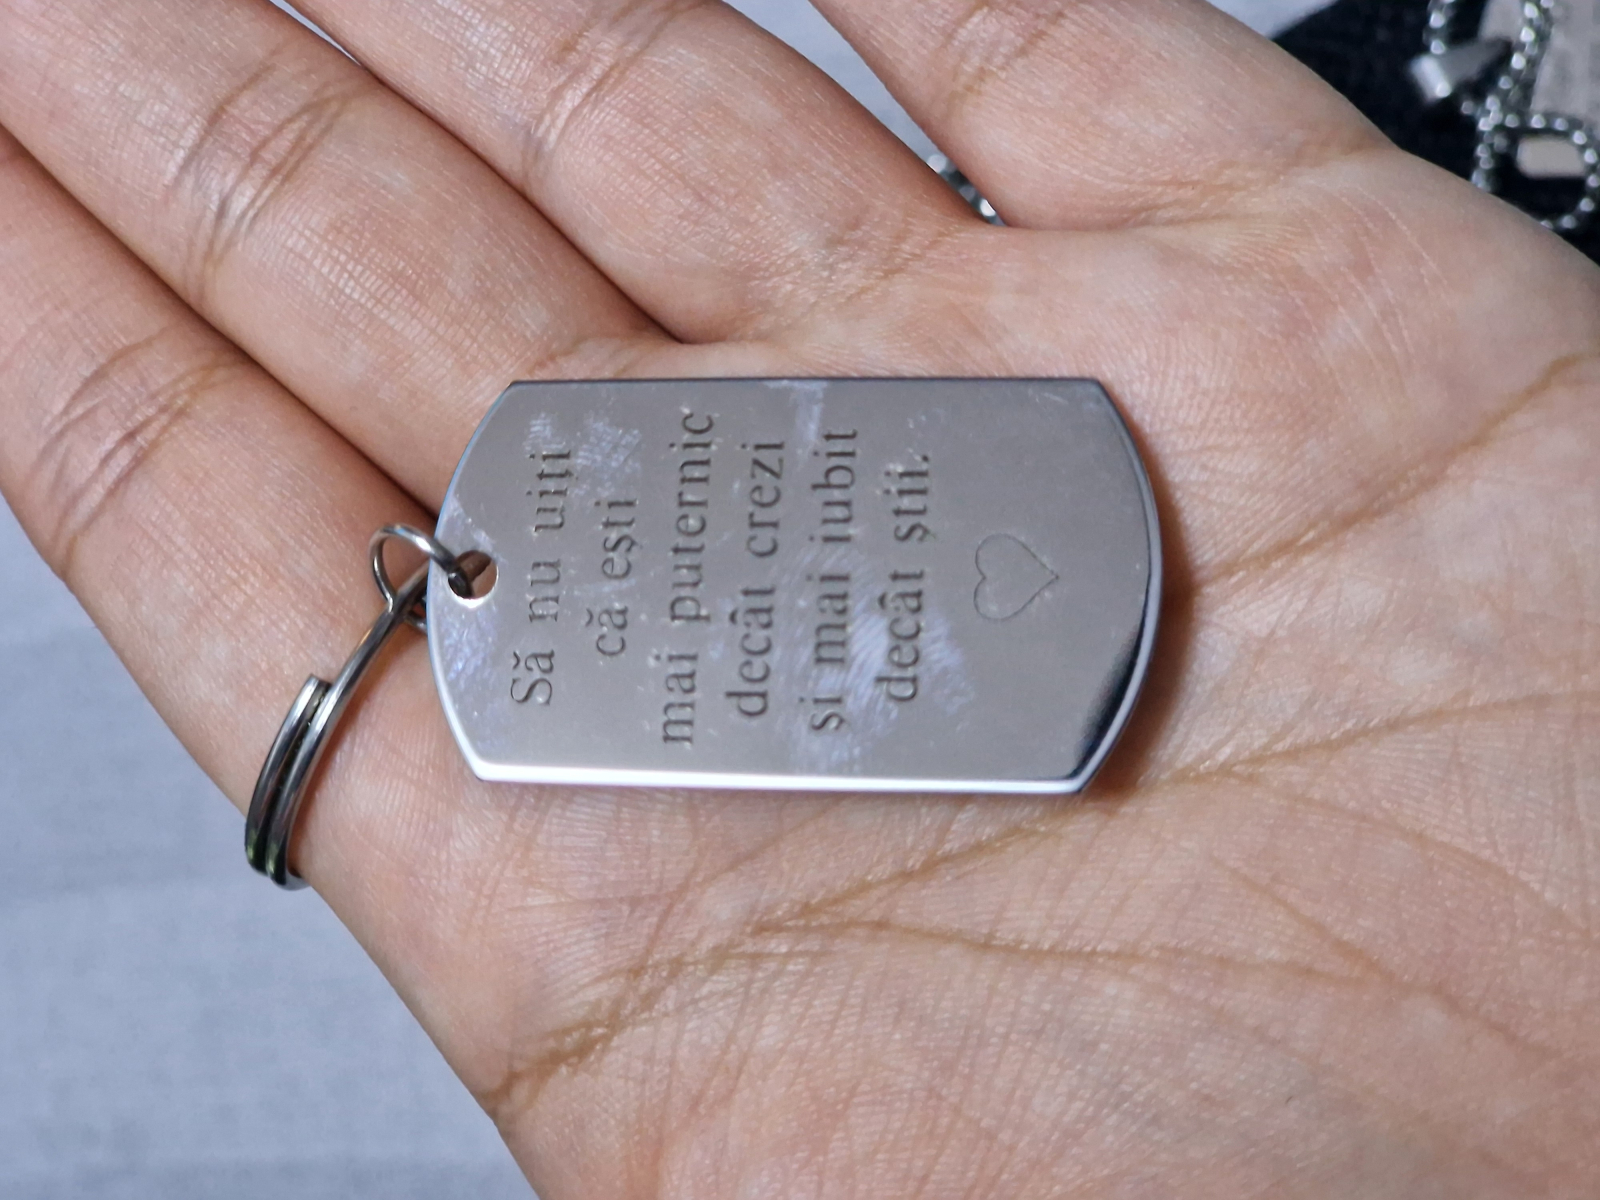 Să nu uiți
că ești
mai puternic
decât crezi
și mai iubit
decât știi.